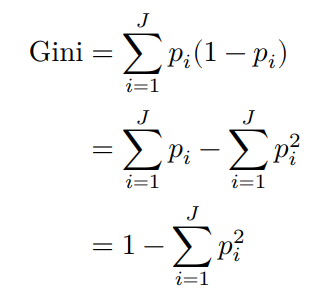 Gini = \sum_{i=1}^{J} p_i(1 - p_i)
= \sum_{i=1}^{J} p_i - \sum_{i=1}^{J} p_i^2
= 1 - \sum_{i=1}^{J} p_i^2